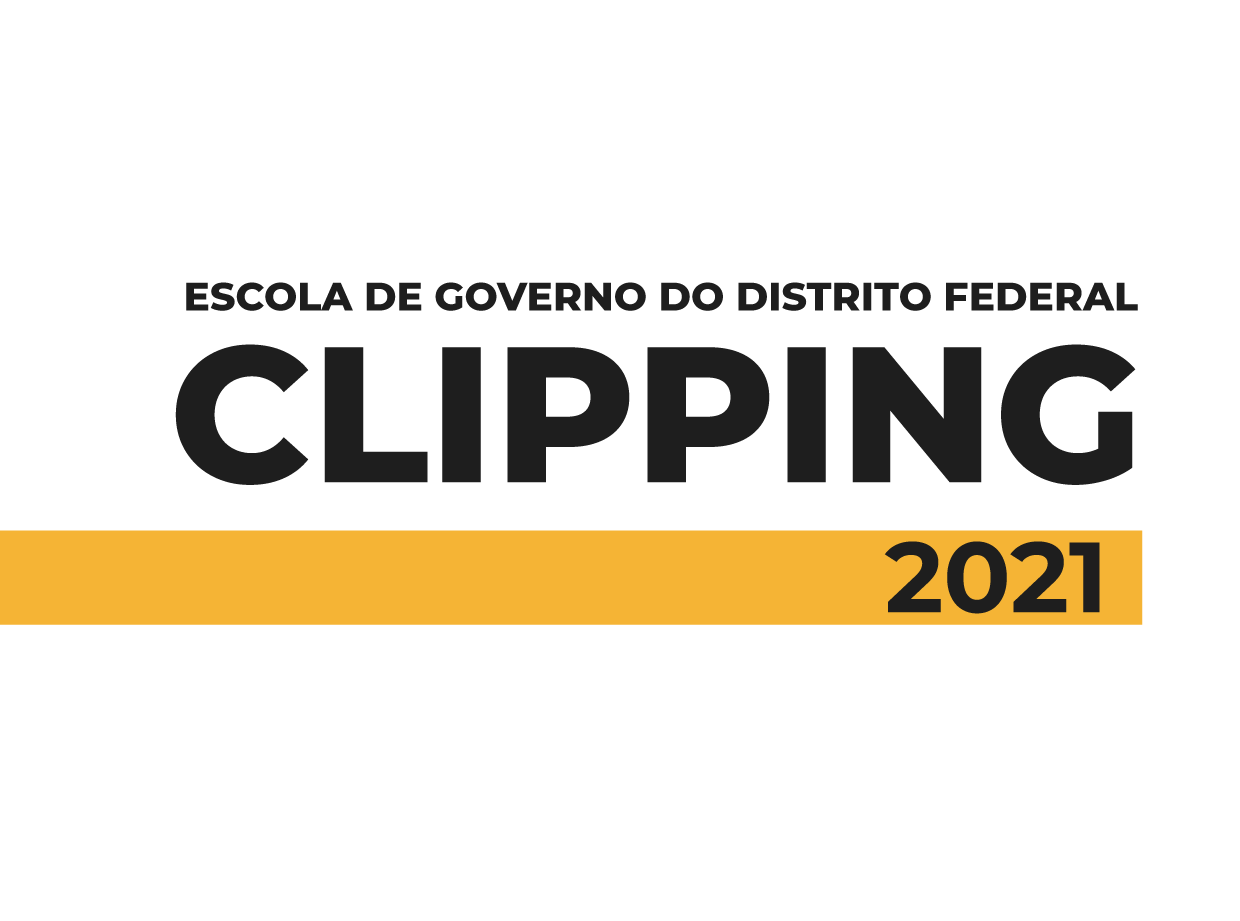 ESCOLA DE GOVERNO DO DISTRITO FEDERAL
CLIPPING
2021